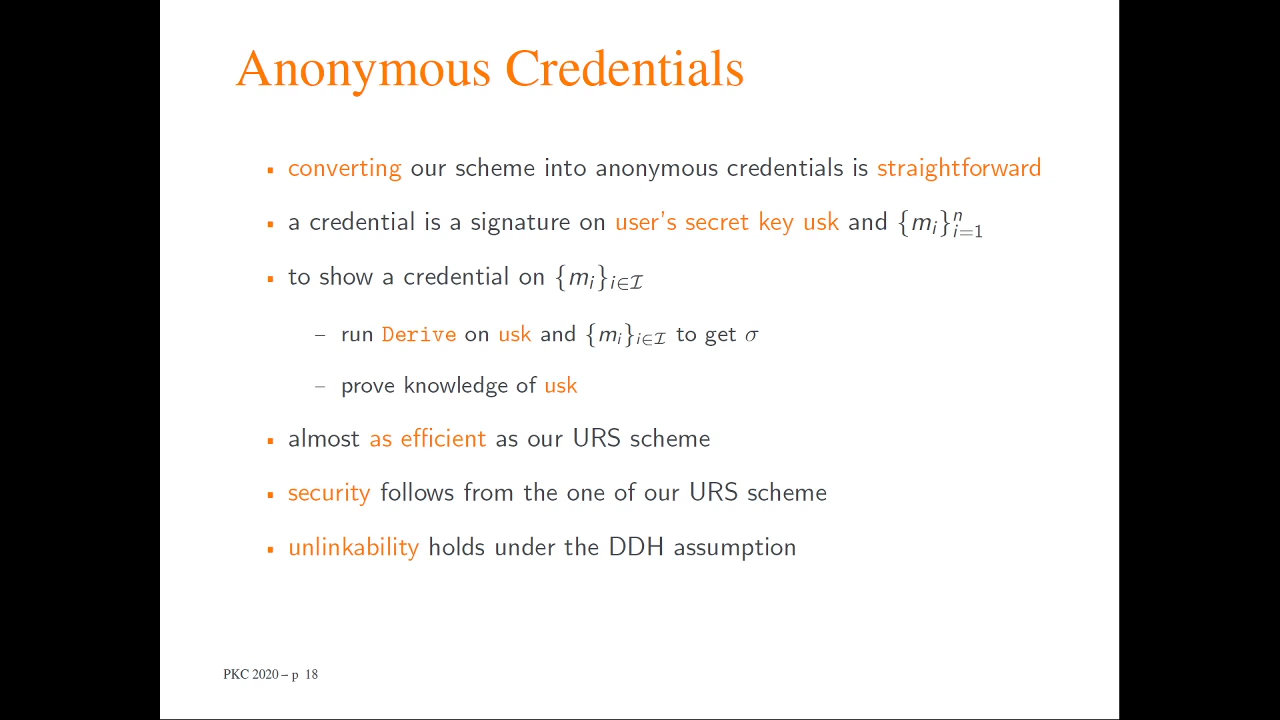 Anonymous Credentials
▪ converting our scheme into anonymous credentials is straightforward
▪ a credential is a signature on user's secret key usk and {m_i}_{i=1}^n
▪ to show a credential on {m_i}_{i∈I}
– run Derive on usk and {m_i}_{i∈I} to get σ
– prove knowledge of usk
▪ almost as efficient as our URS scheme
▪ security follows from the one of our URS scheme
▪ unlinkability holds under the DDH assumption
PKC 2020 – p 18